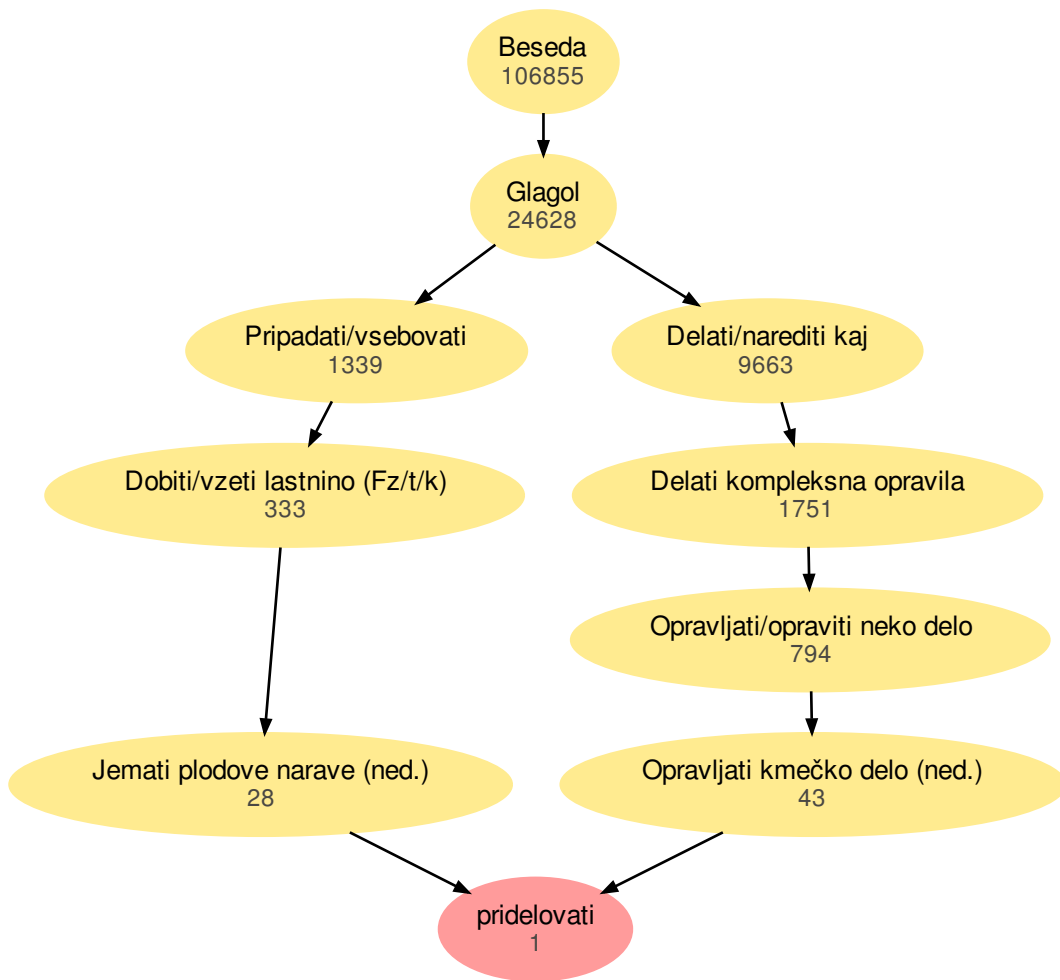 Beseda
106855
Glagol
24628
Pripadati/vsebovati
1339
Delati/narediti kaj
9663
Dobiti/vzeti lastnino (Fz/t/k)
333
Delati kompleksna opravila
1751
Opravljati/opraviti neko delo
794
Jemati plodove narave (ned.)
28
Opravljati kmečko delo (ned.)
43
pridelovati
1